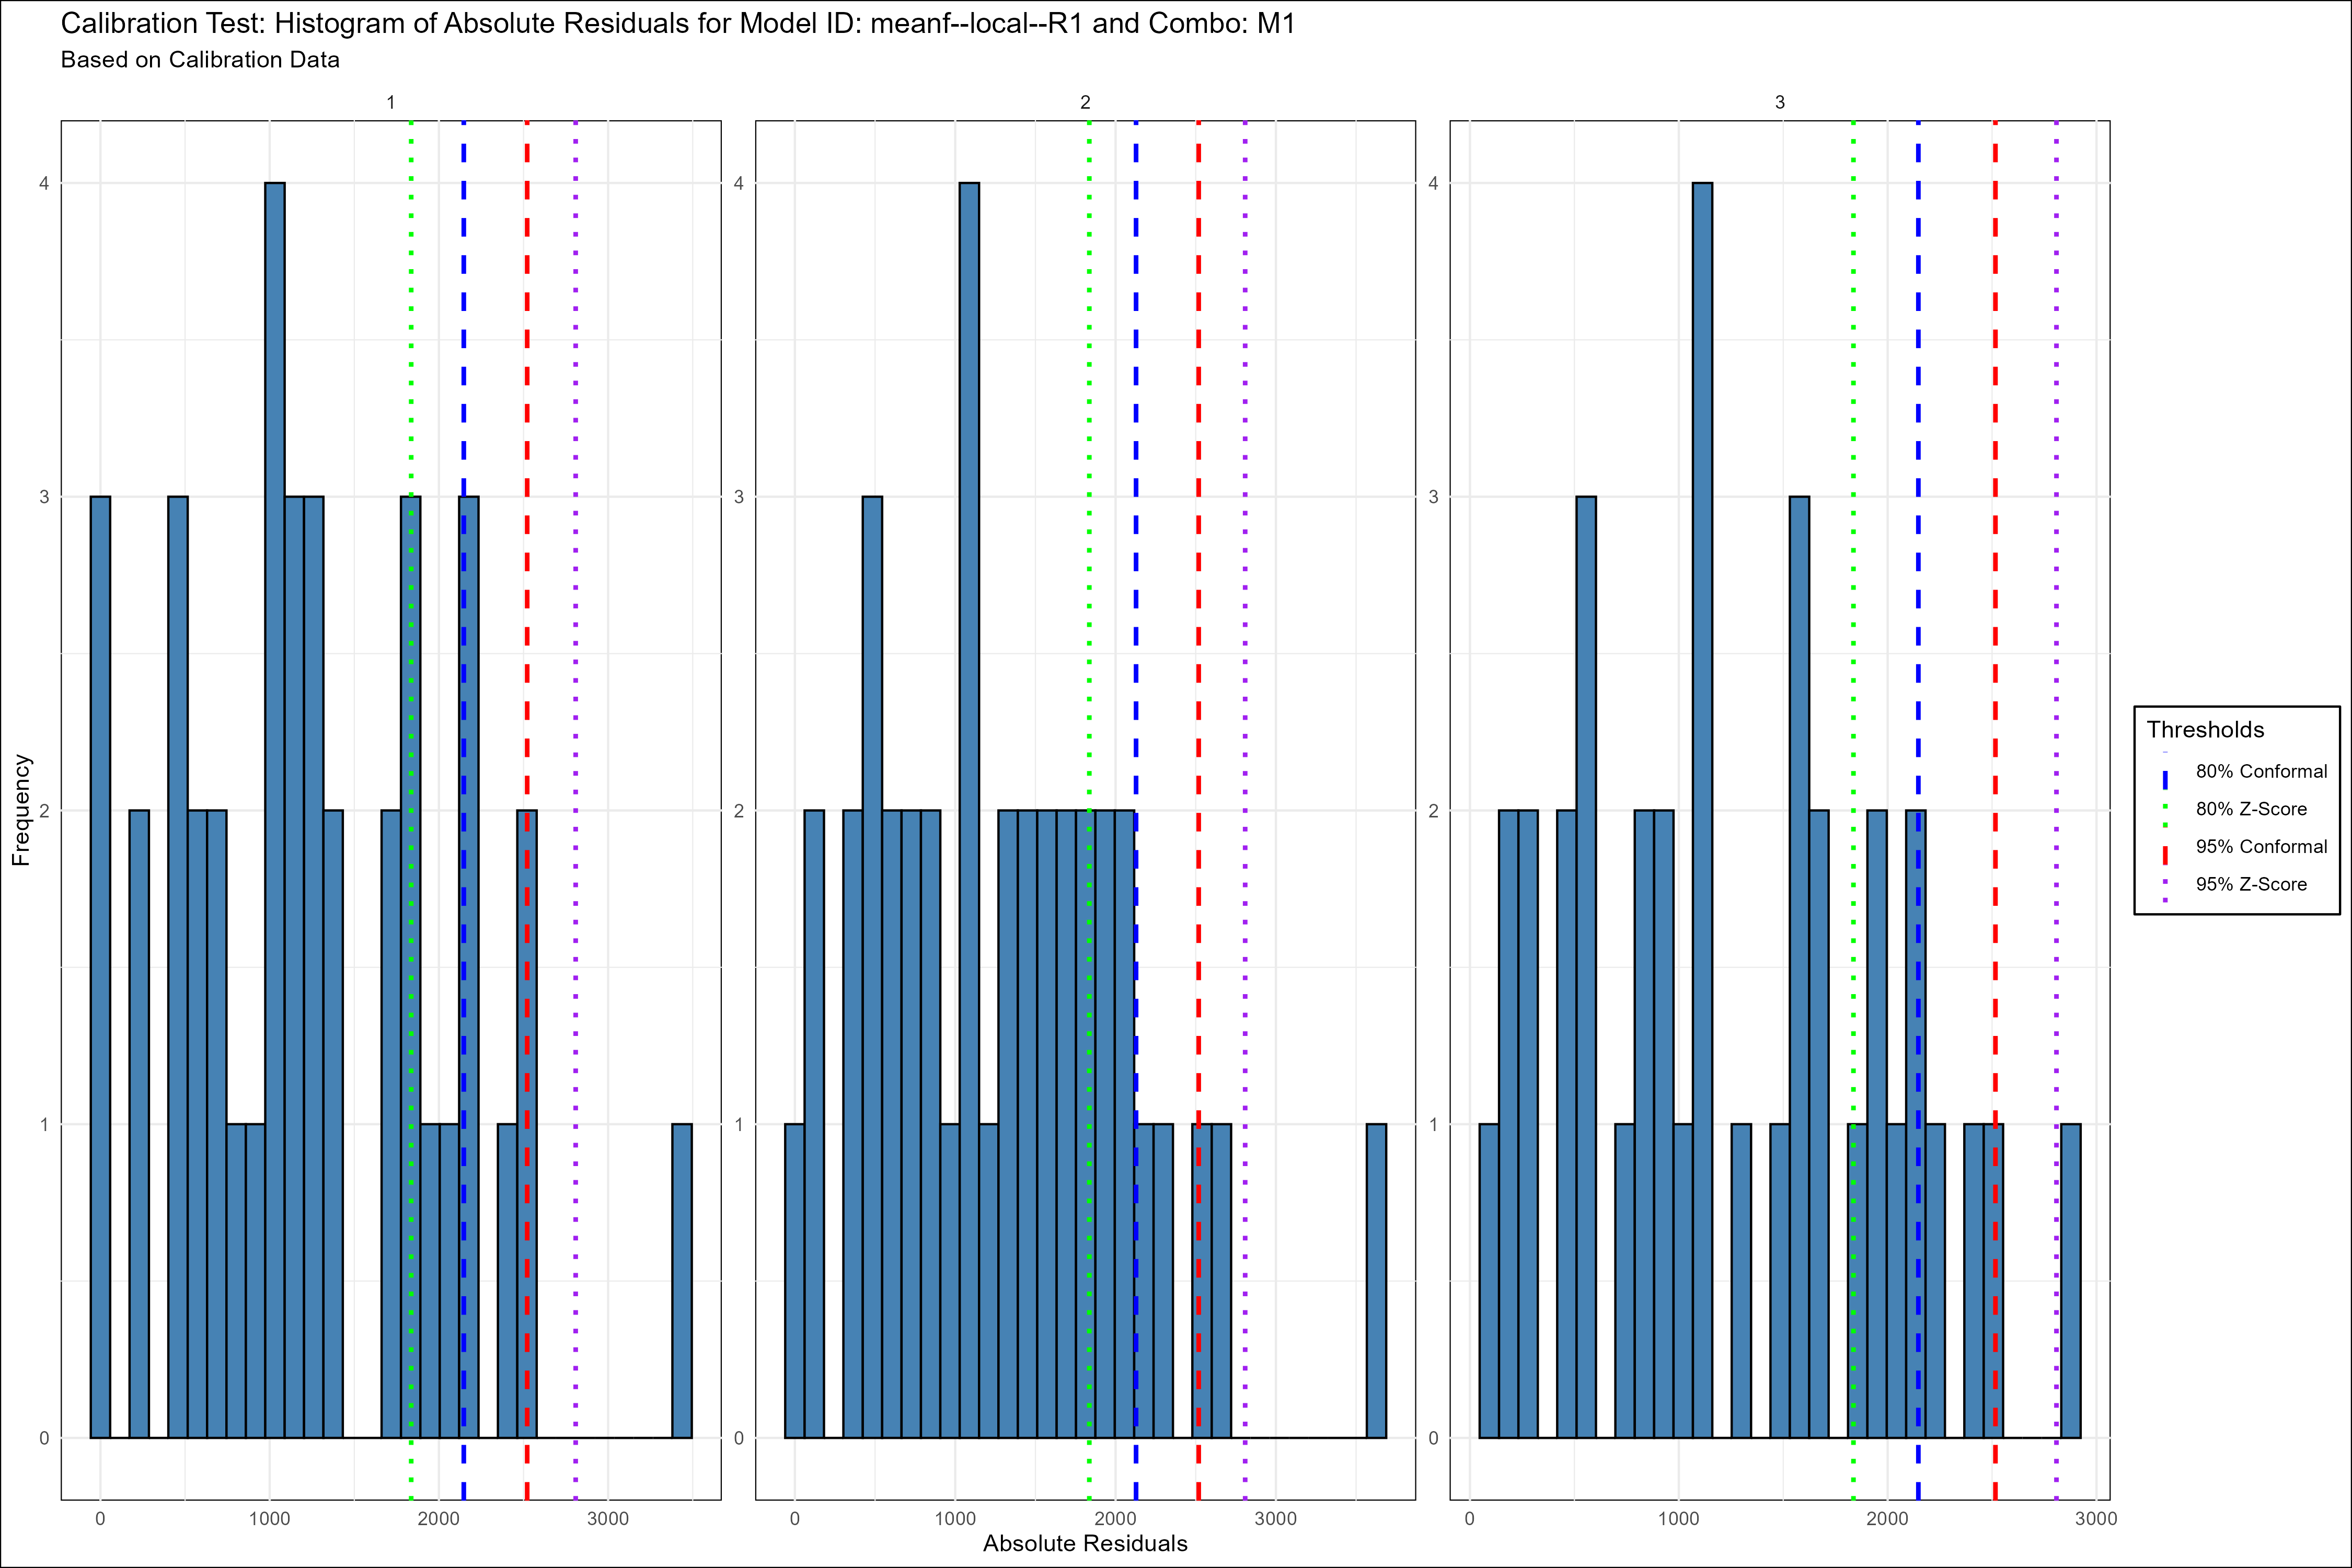 Calibration Test: Histogram of Absolute Residuals for Model ID: meanf--local--R1 and Combo: M1
Based on Calibration Data
1
2
3
Frequency
4
3
2
1
0
4
3
2
1
0
4
3
2
1
0
0 1000 2000 3000
0 1000 2000 3000
0 1000 2000 3000
Absolute Residuals
Thresholds
80% Conformal
80% Z-Score
95% Conformal
95% Z-Score